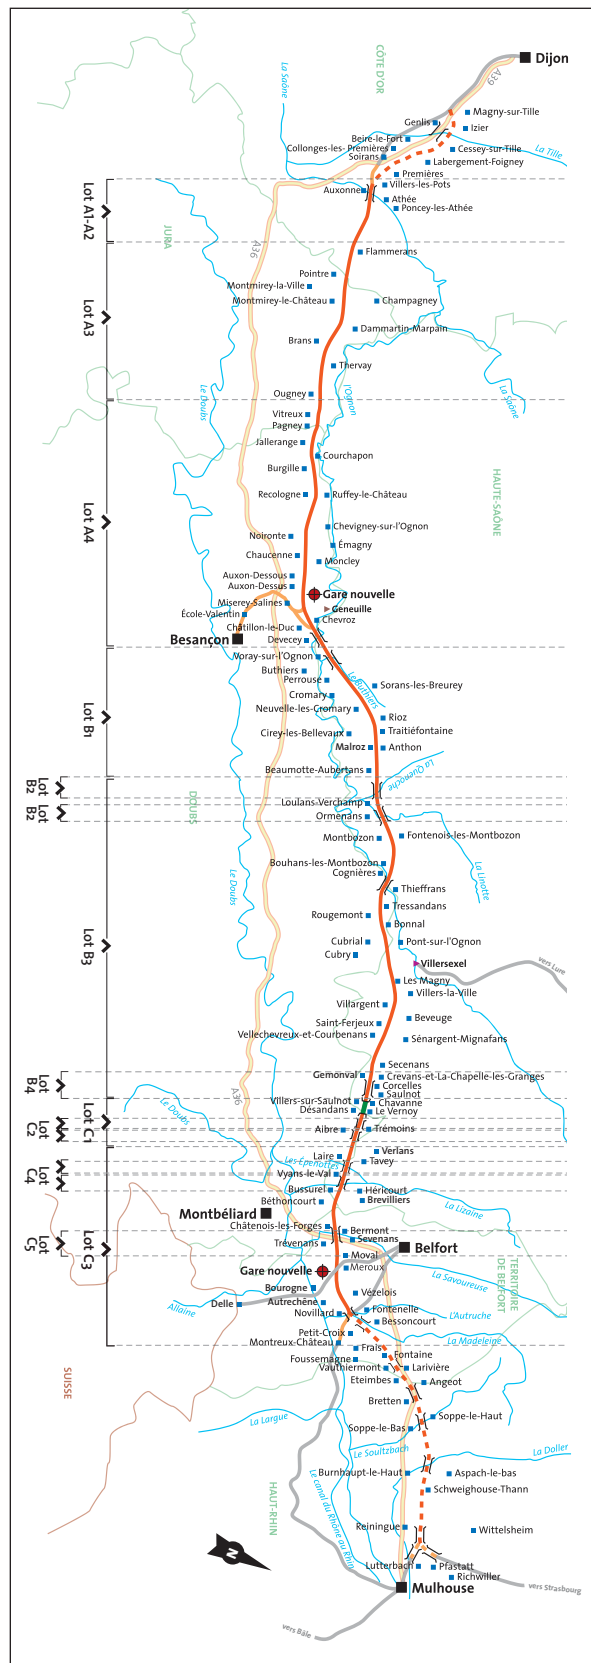 Dijon
CÔTE D'OR
A39
La Saône
Magny-sur-Tille
Genlis
Izier
Beire-le-Fort
La Tille
Collonges-les- Premières
Cessey-sur-Tille
Soirans
Labergement-Foigney
Premières
Villers-les-Pots
Auxonne
Athée
Poncey-les-Athée
Lot A1-A2
JURA
A36
Flammerans
Pointre
Montmirey-la-Ville
Montmirey-le-Château
Champagney
Lot A3
Dammartin-Marpain
Brans
Thervay
Le Doubs
l'Ognon
La Saône
Ougney
Vitreux
Pagney
Jallerange
Courchapon
Burgille
HAUTE-SAÔNE
Recologne
Ruffey-le-Château
Lot A4
Chevigney-sur-l'Ognon
Noironte
Émagny
Chaucenne
Moncley
Auxon-Dessous
Auxon-Dessus
Gare nouvelle
Miserey-Salines
Geneuille
École-Valentin
Chevroz
Châtillon-le-Duc
Besançon
Devecey
Voray-sur-l'Ognon
Buthiers
Le Buthiers
Perrouse
Sorans-les-Breurey
Cromary
Neuvelle-les-Cromary
Lot B1
Rioz
Traitiéfontaine
Cirey-les-Bellevaux
Malroz
Anthon
Beaumotte-Aubertans
La Quenoche
Lot
B2
Lot
B2
DOUBS
Loulans-Verchamp
Ormenans
Montbozon
Fontenois-les-Montbozon
Bouhans-les-Montbozon
Cognières
La Linotte
Le Doubs
Thieffrans
Tressandans
Rougemont
Bonnal
Lot B3
Cubrial
Pont-sur-l'Ognon
Cubry
Villersexel
vers Lure
Les Magny
Villers-la-Ville
Villargent
Beveuge
Saint-Ferjeux
Vellechevreux-et-Courbenans
Sénargent-Mignafans
Secenans
Gemonval
Crevans-et-La-Chapelle-les-Granges
Corcelles
Saulnot
Lot
B4
A36
Le Doubs
Villers-sur-Saulnot
Chavanne
Désandans
Le Vernoy
Lot C1
Lot
C2
Aibre
Trémoins
Verlans
Laire
Tavey
Les Épenottes
Vyans-le-Val
Lot
C4
Bussurel
Héricourt
Béthoncourt
Brevilliers
La Lizaine
Montbéliard
Châtenois-les-Forges
Bermont
Sevenans
Trévenans
Belfort
Lot
C5
Lot C3
Moval
Meroux
Gare nouvelle
TERRITOIRE
DE BELFORT
La Savoureuse
Bourogne
Vézelois
Delle
Autrechêne
Allaine
Fontenelle
Novillard
L'Autruche
Bessoncourt
Petit-Croix
La Madeleine
Montreux-Château
Frais
Foussemagne
Fontaine
Vauthiermont
Larivière
SUISSE
Eteimbes
Angeot
Bretten
La Largue
Soppe-le-Haut
Soppe-le-Bas
Le Soultzbach
La Doller
Burnhaupt-le-Haut
Aspach-le-bas
Schweighouse-Thann
HAUT-RHIN
Le canal du Rhône au Rhin
Reiningue
Wittelsheim
N
Lutterbach
Pfastatt
Richwiller
Mulhouse
vers Strasbourg
vers Bâle